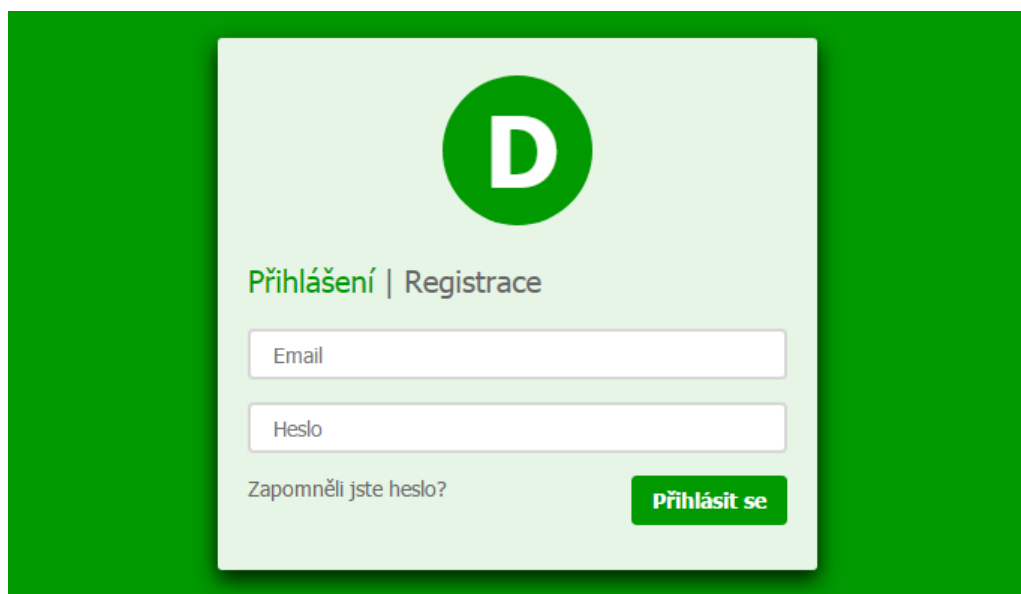 D
Přihlášení | Registrace
Email
Heslo
Zapomněli jste heslo?
Přihlásit se